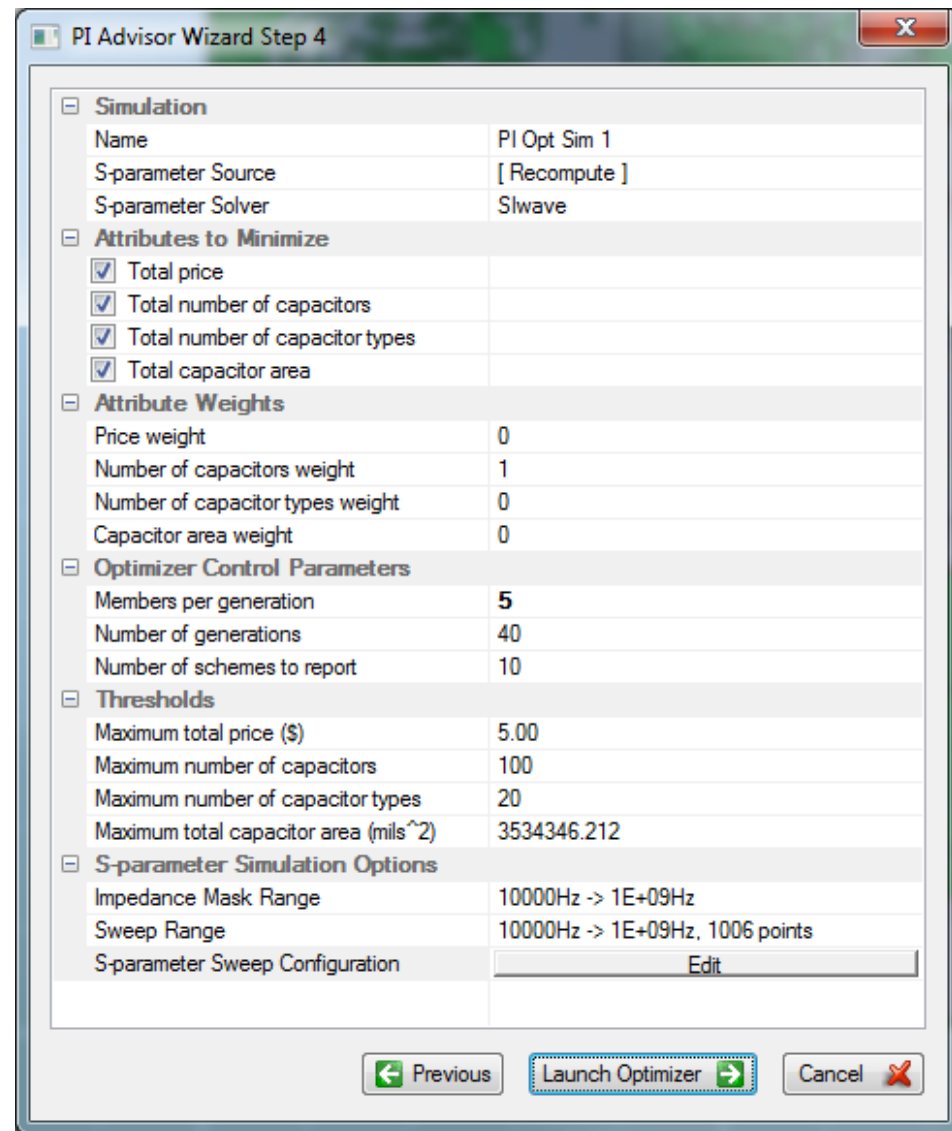 PI Advisor Wizard Step 4
Simulation
Name PI Opt Sim 1
S-parameter Source [ Recompute ]
S-parameter Solver SIwave
Attributes to Minimize
Total price
Total number of capacitors
Total number of capacitor types
Total capacitor area
Attribute Weights
Price weight 0
Number of capacitors weight 1
Number of capacitor types weight 0
Capacitor area weight 0
Optimizer Control Parameters
Members per generation 5
Number of generations 40
Number of schemes to report 10
Thresholds
Maximum total price ($) 5.00
Maximum number of capacitors 100
Maximum number of capacitor types 20
Maximum total capacitor area (mils^2) 3534346.212
S-parameter Simulation Options
Impedance Mask Range 10000Hz -> 1E+09Hz
Sweep Range 10000Hz -> 1E+09Hz, 1006 points
S-parameter Sweep Configuration Edit
Previous Launch Optimizer Cancel